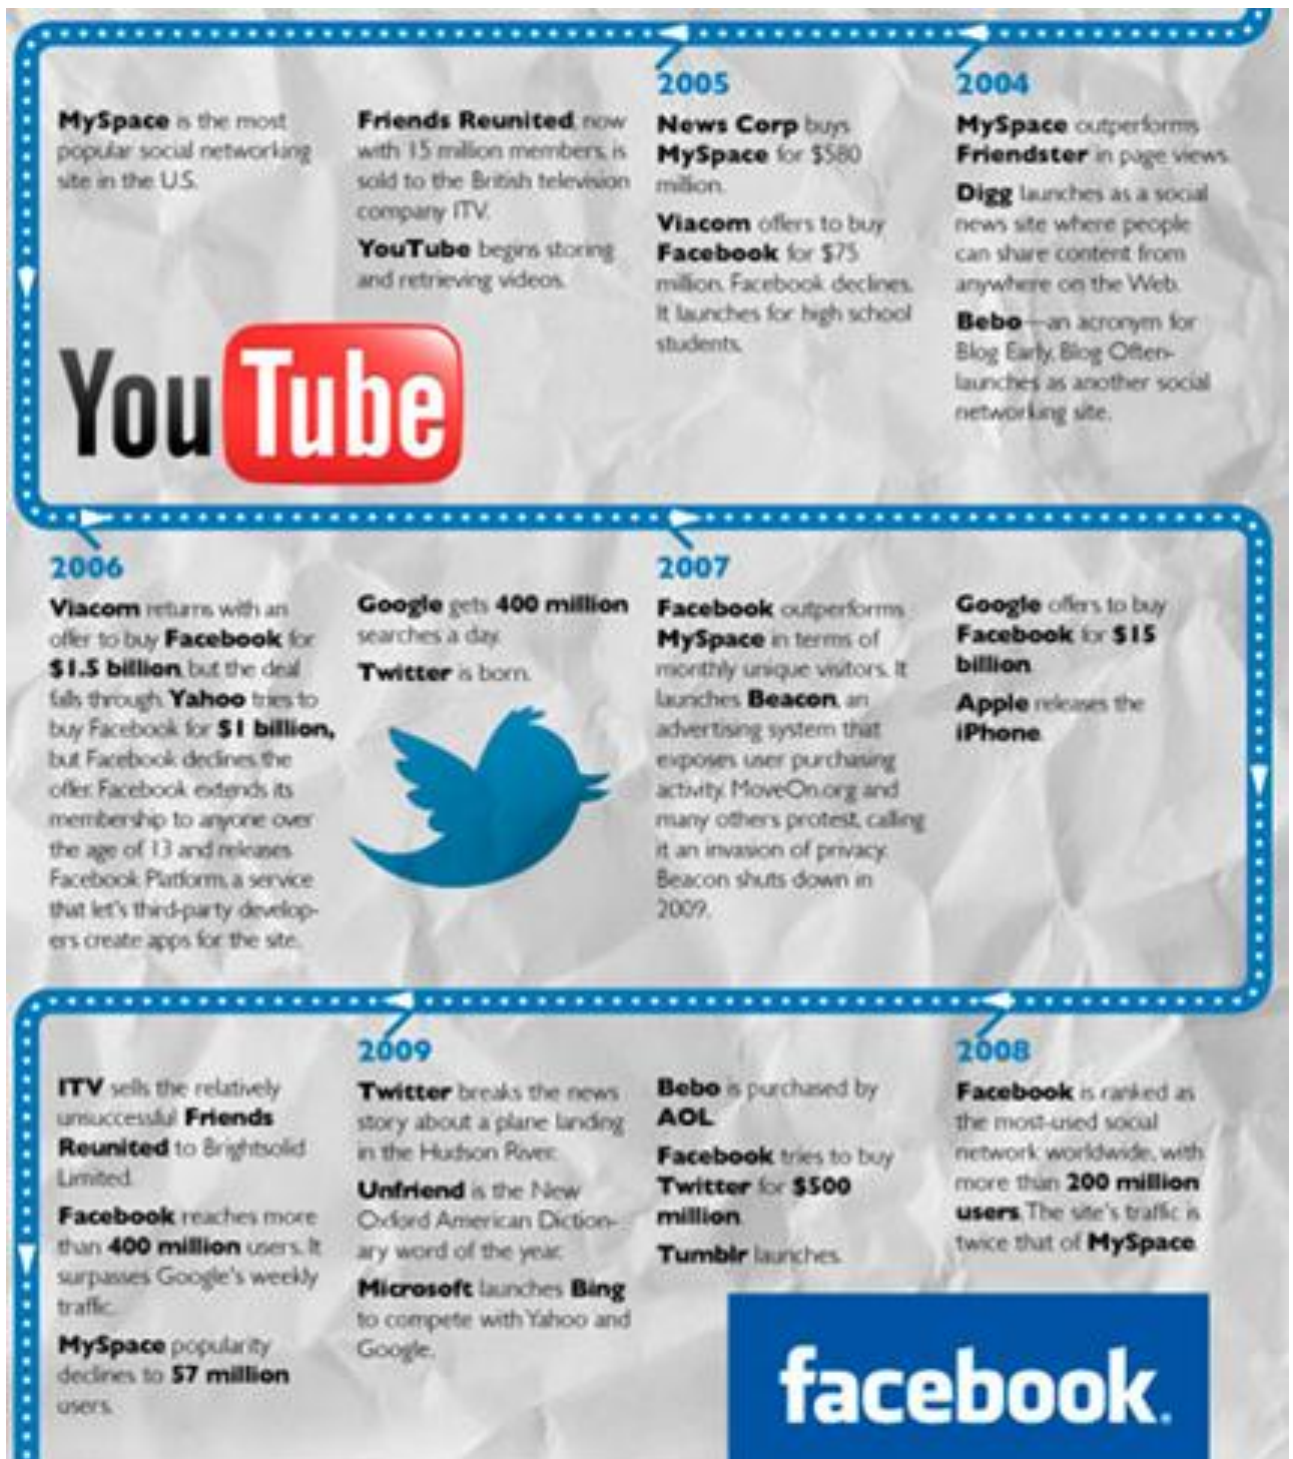 2004
MySpace outperforms
Friendster in page views.
Digg launches as a social
news site where people
can share content from
anywhere on the Web.
Bebo—an acronym for
Blog Early, Blog Often-
launches as another social
networking site.
2005
News Corp buys
MySpace for $580
million.
Viacom offers to buy
Facebook for $75
million. Facebook declines.
It launches for high school
students.
Friends Reunited, now
with 15 million members, is
sold to the British television
company ITV.
YouTube begins storing
and retrieving videos.
MySpace is the most
popular social networking
site in the U.S.
YouTube
2006
Viacom returns with an
offer to buy Facebook for
$1.5 billion, but the deal
falls through. Yahoo tries to
buy Facebook for $1 billion,
but Facebook declines the
offer. Facebook extends its
membership to anyone over
the age of 13 and releases
Facebook Platform, a service
that let's third-party develop-
ers create apps for the site.
Google gets 400 million
searches a day.
Twitter is born.
2007
Facebook outperforms
MySpace in terms of
monthly unique visitors. It
launches Beacon, an
advertising system that
exposes user purchasing
activity. MoveOn.org and
many others protest, calling
it an invasion of privacy.
Beacon shuts down in
2009.
Google offers to buy
Facebook for $15
billion.
Apple releases the
iPhone.
2008
Facebook is ranked as
the most-used social
network worldwide, with
more than 200 million
users. The site's traffic is
twice that of MySpace.
facebook.
Bebo is purchased by
AOL.
Facebook tries to buy
Twitter for $500
million.
Tumblr launches.
2009
Twitter breaks the news
story about a plane landing
in the Hudson River.
Unfriend is the New
Oxford American Diction-
ary word of the year.
Microsoft launches Bing
to compete with Yahoo and
Google.
ITV sells the relatively
unsuccessful Friends
Reunited to Brightsolid
Limited.
Facebook reaches more
than 400 million users. It
surpasses Google's weekly
traffic.
MySpace popularity
declines to 57 million
users.